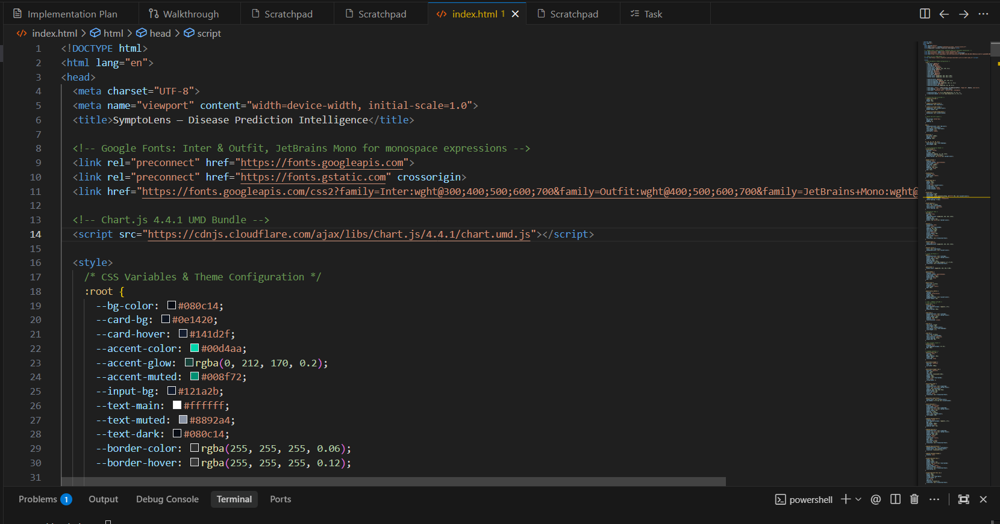 Implementation Plan
Walkthrough
Scratchpad
Scratchpad
index.html 1
Scratchpad
Task
index.html > html > head > script
1 <!DOCTYPE html>
2 <html lang="en">
3 <head>
4 <meta charset="UTF-8">
5 <meta name="viewport" content="width=device-width, initial-scale=1.0">
6 <title>SymptoLens — Disease Prediction Intelligence</title>
7
8 <!-- Google Fonts: Inter & Outfit, JetBrains Mono for monospace expressions -->
9 <link rel="preconnect" href="https://fonts.googleapis.com">
10 <link rel="preconnect" href="https://fonts.gstatic.com" crossorigin>
11 <link href="https://fonts.googleapis.com/css2?family=Inter:wght@300;400;500;600;700&family=Outfit:wght@400;500;600;700&family=JetBrains+Mono:wght@
12
13 <!-- Chart.js 4.4.1 UMD Bundle -->
14 <script src="https://cdnjs.cloudflare.com/ajax/libs/Chart.js/4.4.1/chart.umd.js"></script>
15
16 <style>
17 /* CSS Variables & Theme Configuration */
18 :root {
19 --bg-color: #080c14;
20 --card-bg: #0e1420;
21 --card-hover: #141d2f;
22 --accent-color: #00d4aa;
23 --accent-glow: rgba(0, 212, 170, 0.2);
24 --accent-muted: #008f72;
25 --input-bg: #121a2b;
26 --text-main: #ffffff;
27 --text-muted: #8892a4;
28 --text-dark: #080c14;
29 --border-color: rgba(255, 255, 255, 0.06);
30 --border-hover: rgba(255, 255, 255, 0.12);
31
Problems 1
Output
Debug Console
Terminal
Ports
powershell